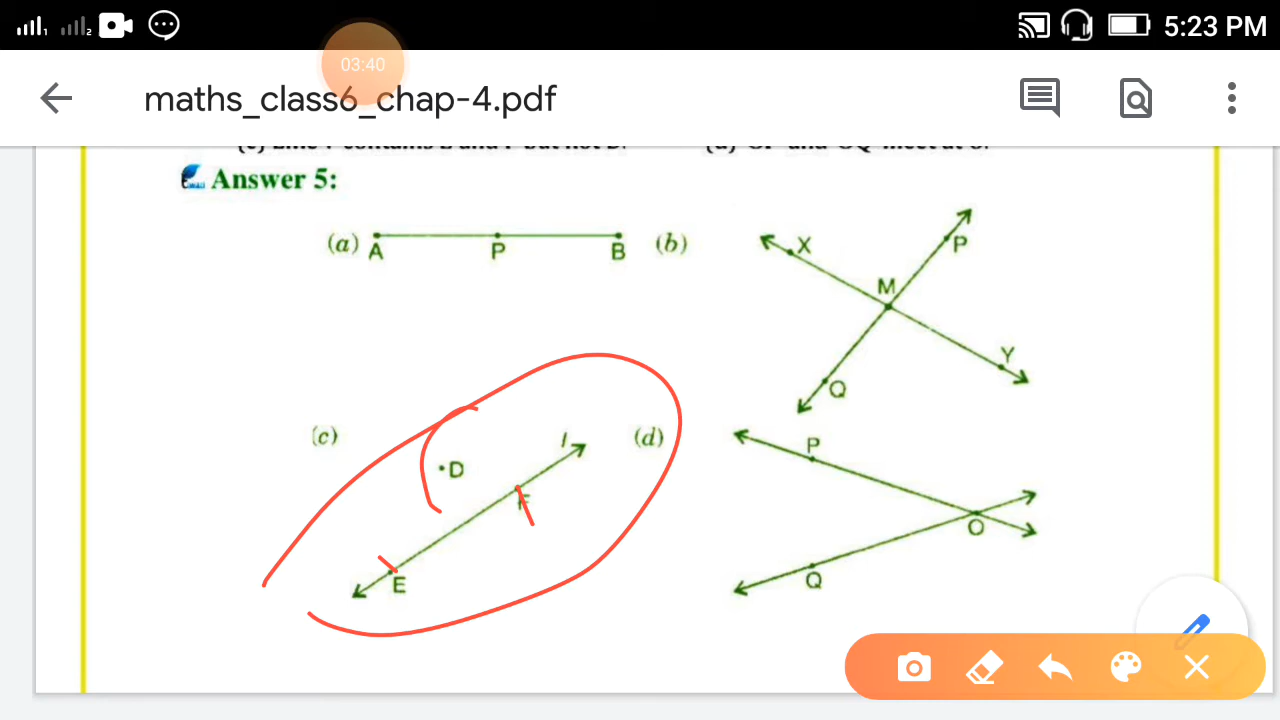 5:23 PM
03:40
maths_class6_chap-4.pdf
Answer 5:
(a) A P B (b) X P M Y Q
(c) D l F E (d) P O Q